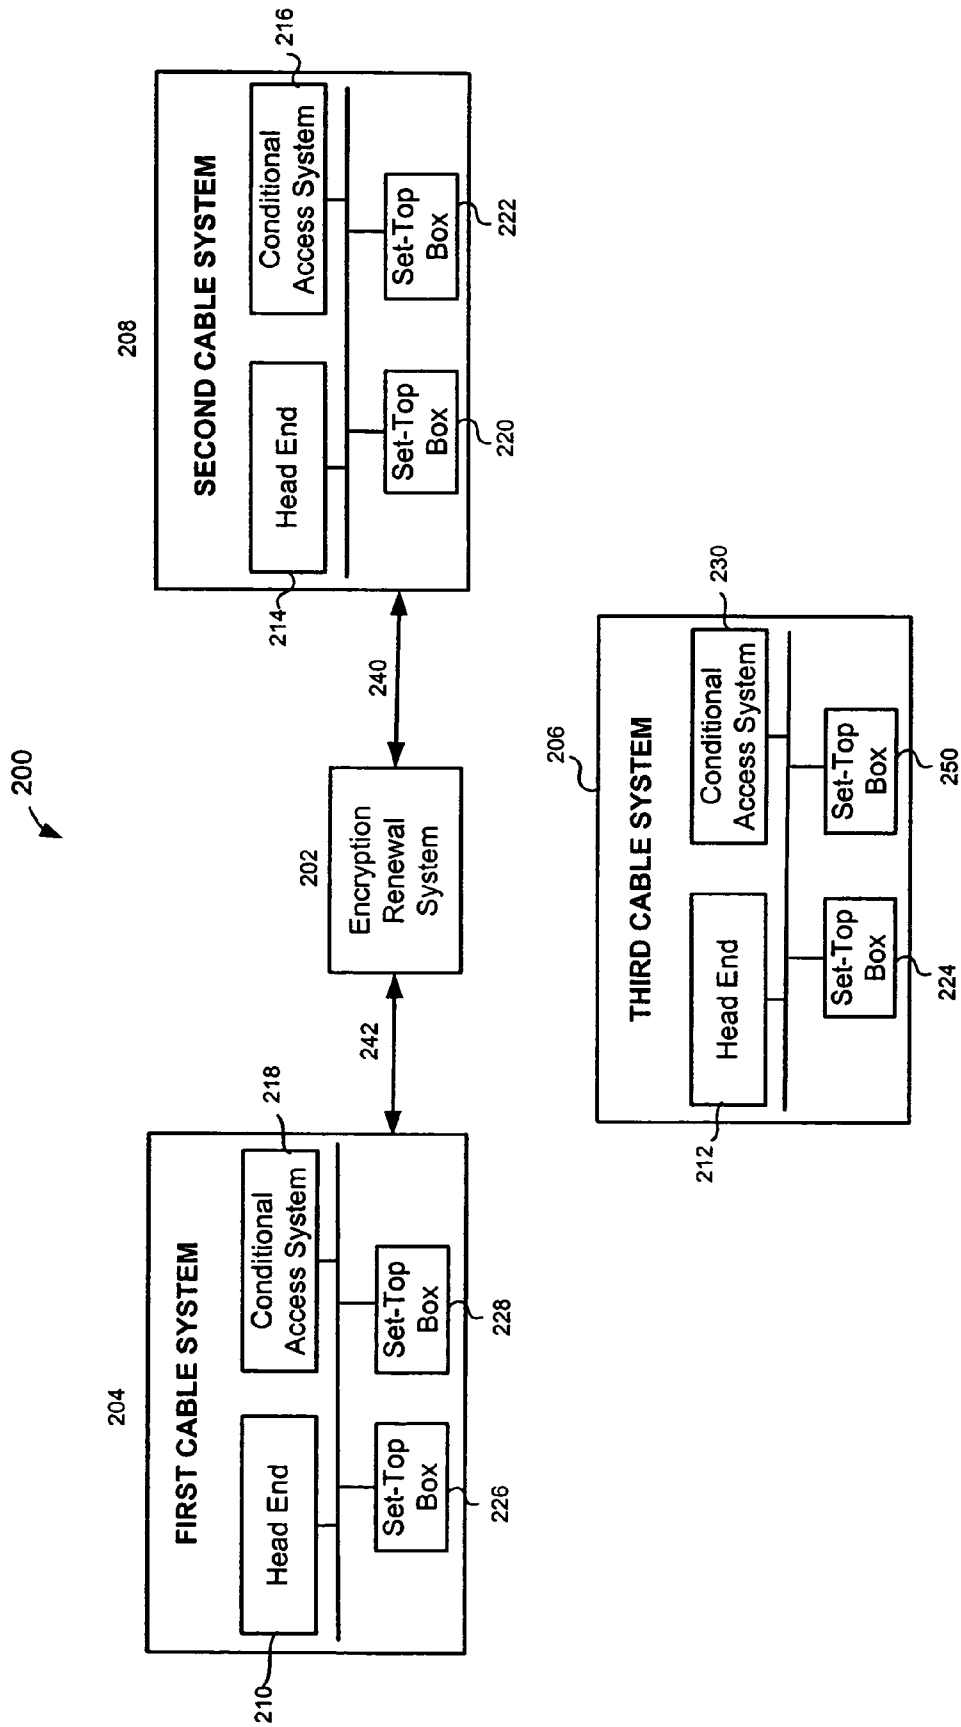 200
204
FIRST CABLE SYSTEM
210
Head End
Conditional
Access System
218
Set-Top
Box
226
Set-Top
Box
228
242
202
Encryption
Renewal
System
240
208
SECOND CABLE SYSTEM
214
Head End
Conditional
Access System
216
Set-Top
Box
220
Set-Top
Box
222
206
THIRD CABLE SYSTEM
212
Head End
Conditional
Access System
230
Set-Top
Box
224
Set-Top
Box
250